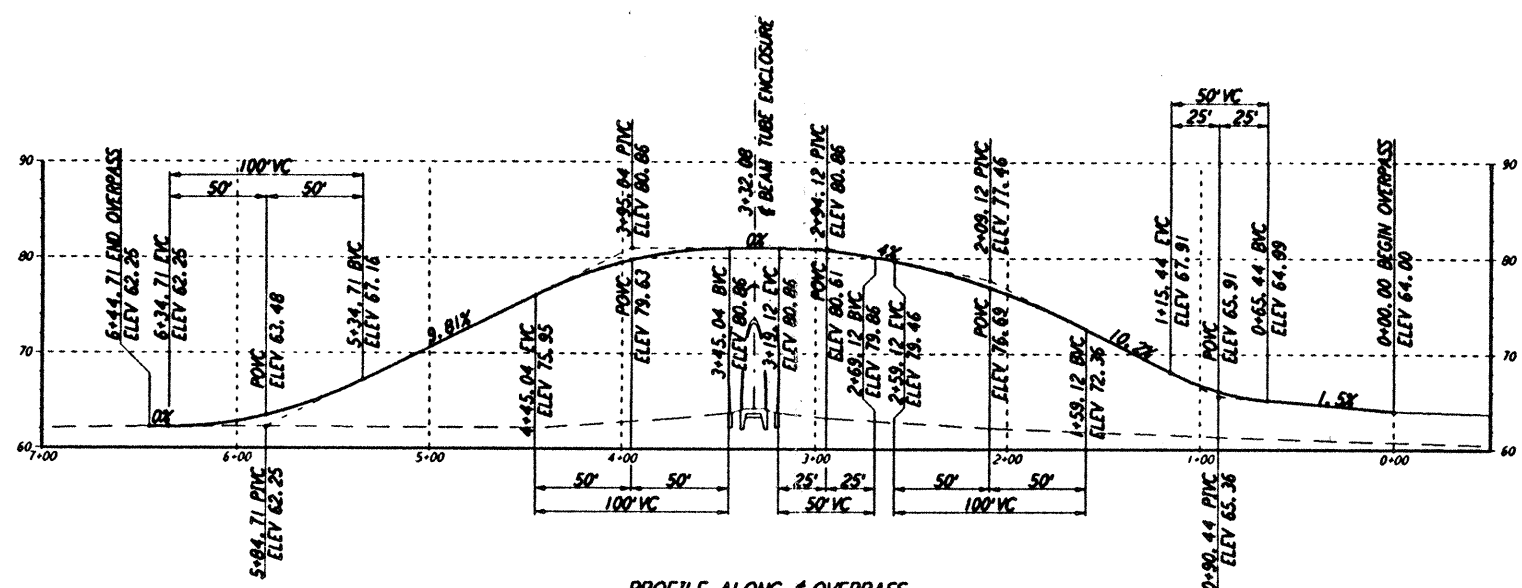 ℄ BEAM TUBE ENCLOSURE
3+32.08
90
80
70
60
6+44.71 END OVERPASS
ELEV 62.25
6+34.71 EVC
ELEV 62.25
100' VC
50'
50'
POVC
ELEV 63.48
5+34.71 BVC
ELEV 67.16
5+84.71 PIVC
ELEV 62.25
0%
9.81%
4+45.04 EVC
ELEV 75.95
3+95.04 PIVC
ELEV 80.86
POVC
ELEV 79.63
3+45.04 BVC
ELEV 80.86
50'
50'
100' VC
0%
3+19.12 EVC
ELEV 80.86
2+94.12 PIVC
ELEV 80.86
POVC
ELEV 80.61
2+69.12 BVC
ELEV 79.86
25'
25'
50' VC
4%
2+59.12 EVC
ELEV 79.46
2+09.12 PIVC
ELEV 77.46
POVC
ELEV 76.69
1+59.12 BVC
ELEV 72.36
50'
50'
100' VC
10.2%
50' VC
25'
25'
1+15.44 EVC
ELEV 67.91
POVC
ELEV 65.91
0+65.44 BVC
ELEV 64.99
0+90.44 PIVC
ELEV 65.36
1.5%
0+00.00 BEGIN OVERPASS
ELEV 64.00
90
80
70
60
7+00
6+00
5+00
4+00
3+00
2+00
1+00
0+00
PROFILE ALONG ℄ OVERPASS